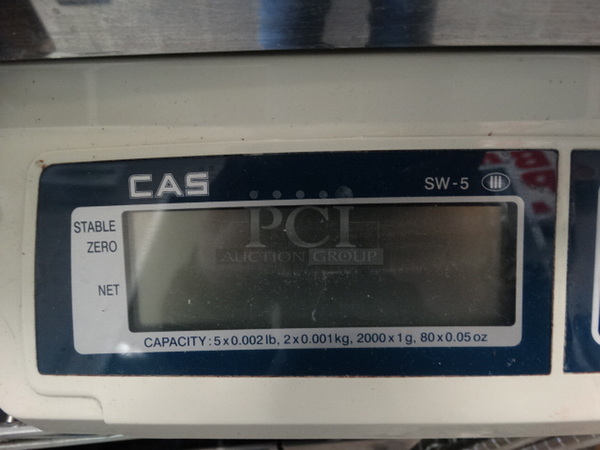 CAS
SW-5 III
STABLE
ZERO
NET
PCI
AUCTION GROUP
CAPACITY : 5 x 0.002 lb, 2 x 0.001 kg, 2000 x 1 g, 80 x 0.05 oz